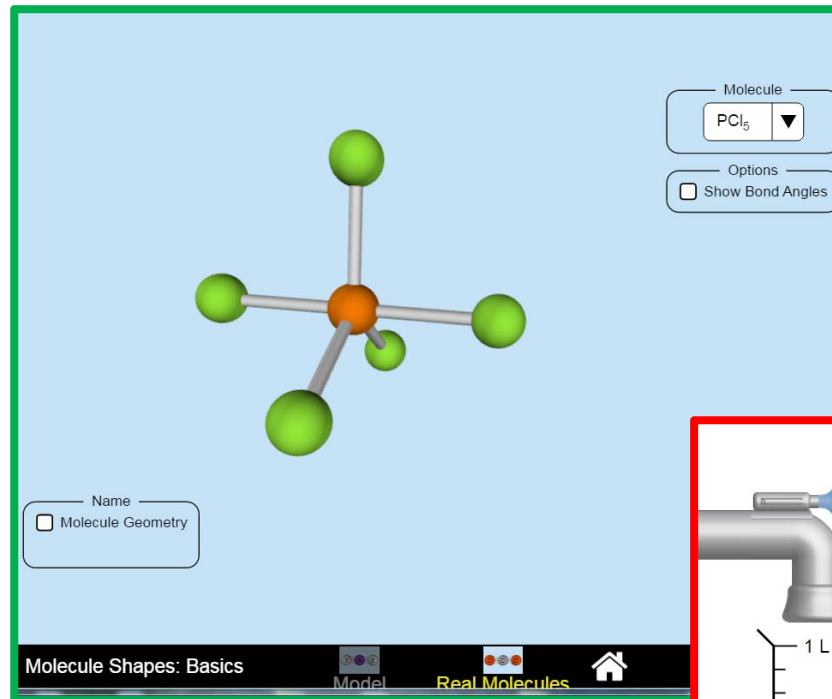 Molecule
PCl₅
Options
Show Bond Angles
Name
Molecule Geometry
Molecule Shapes: Basics
Model
Real Molecules
1 L